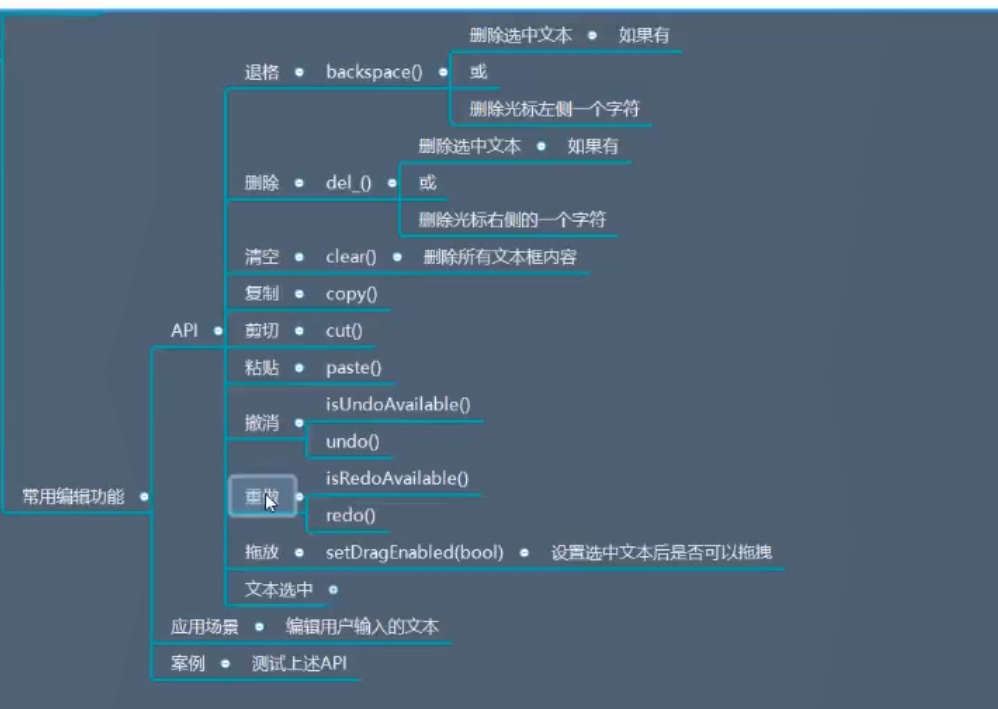 删除选中文本 如果有
退格 backspace() 或
删除光标左侧一个字符
删除选中文本 如果有
删除 del_() 或
删除光标右侧的一个字符
清空 clear() 删除所有文本框内容
复制 copy()
API 剪切 cut()
粘贴 paste()
isUndoAvailable()
撤消
undo()
isRedoAvailable()
常用编辑功能 重做
redo()
拖放 setDragEnabled(bool) 设置选中文本后是否可以拖拽
文本选中
应用场景 编辑用户输入的文本
案例 测试上述API